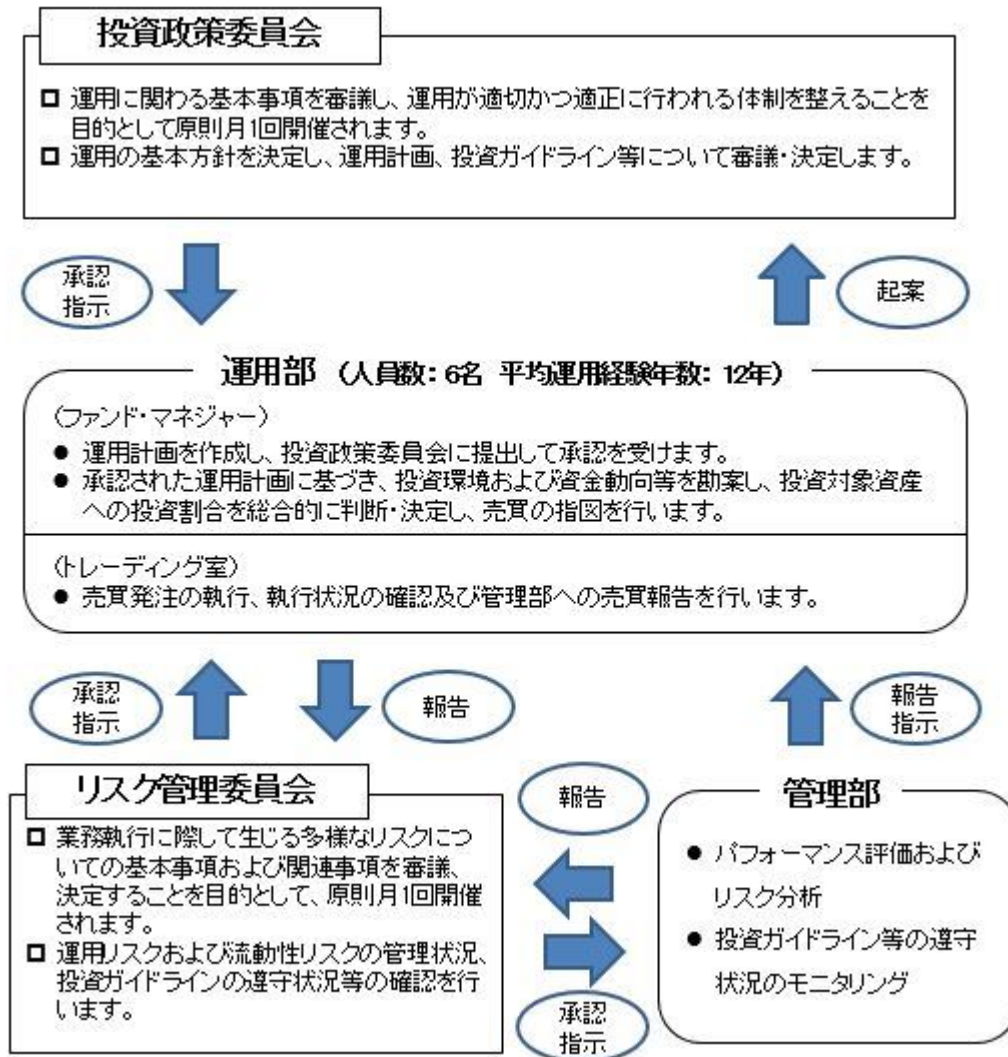 投資政策委員会
□ 運用に関わる基本事項を審議し、運用が適切かつ適正に行われる体制を整えることを
目的として原則月1回開催されます。
□ 運用の基本方針を決定し、運用計画、投資ガイドライン等について審議・決定します。
承認
指示
起案
運用部 (人員数：6名 平均運用経験年数：12年)
(ファンド・マネジャー)
● 運用計画を作成し、投資政策委員会に提出して承認を受けます。
● 承認された運用計画に基づき、投資環境および資金動向等を勘案し、投資対象資産
への投資割合を総合的に判断・決定し、売買の指図を行います。
(トレーディング室)
● 売買発注の執行、執行状況の確認及び管理部への売買報告を行います。
承認
指示
報告
報告
指示
リスク管理委員会
□ 業務執行に際して生じる多様なリスクにつ
いての基本事項および関連事項を審議、
決定することを目的として、原則月1回開催
されます。
□ 運用リスクおよび流動性リスクの管理状況、
投資ガイドラインの遵守状況等の確認を行
います。
報告
承認
指示
管理部
● パフォーマンス評価および
リスク分析
● 投資ガイドライン等の遵守
状況のモニタリング